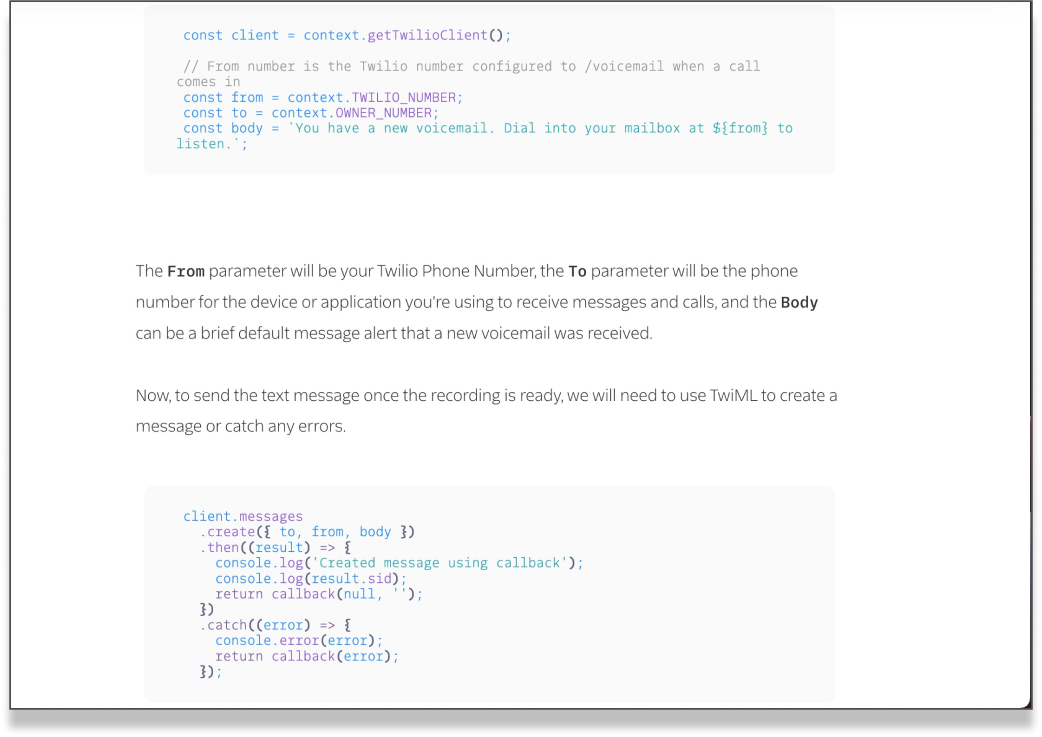 const client = context.getTwilioClient();
// From number is the Twilio number configured to /voicemail when a call
comes in
const from = context.TWILIO_NUMBER;
const to = context.OWNER_NUMBER;
const body = `You have a new voicemail. Dial into your mailbox at ${from} to
listen.`;
The From parameter will be your Twilio Phone Number, the To parameter will be the phone
number for the device or application you're using to receive messages and calls, and the Body
can be a brief default message alert that a new voicemail was received.
Now, to send the text message once the recording is ready, we will need to use TwiML to create a
message or catch any errors.
client.messages
.create({ to, from, body })
.then((result) => {
console.log('Created message using callback');
console.log(result.sid);
return callback(null, '');
})
.catch((error) => {
console.error(error);
return callback(error);
});